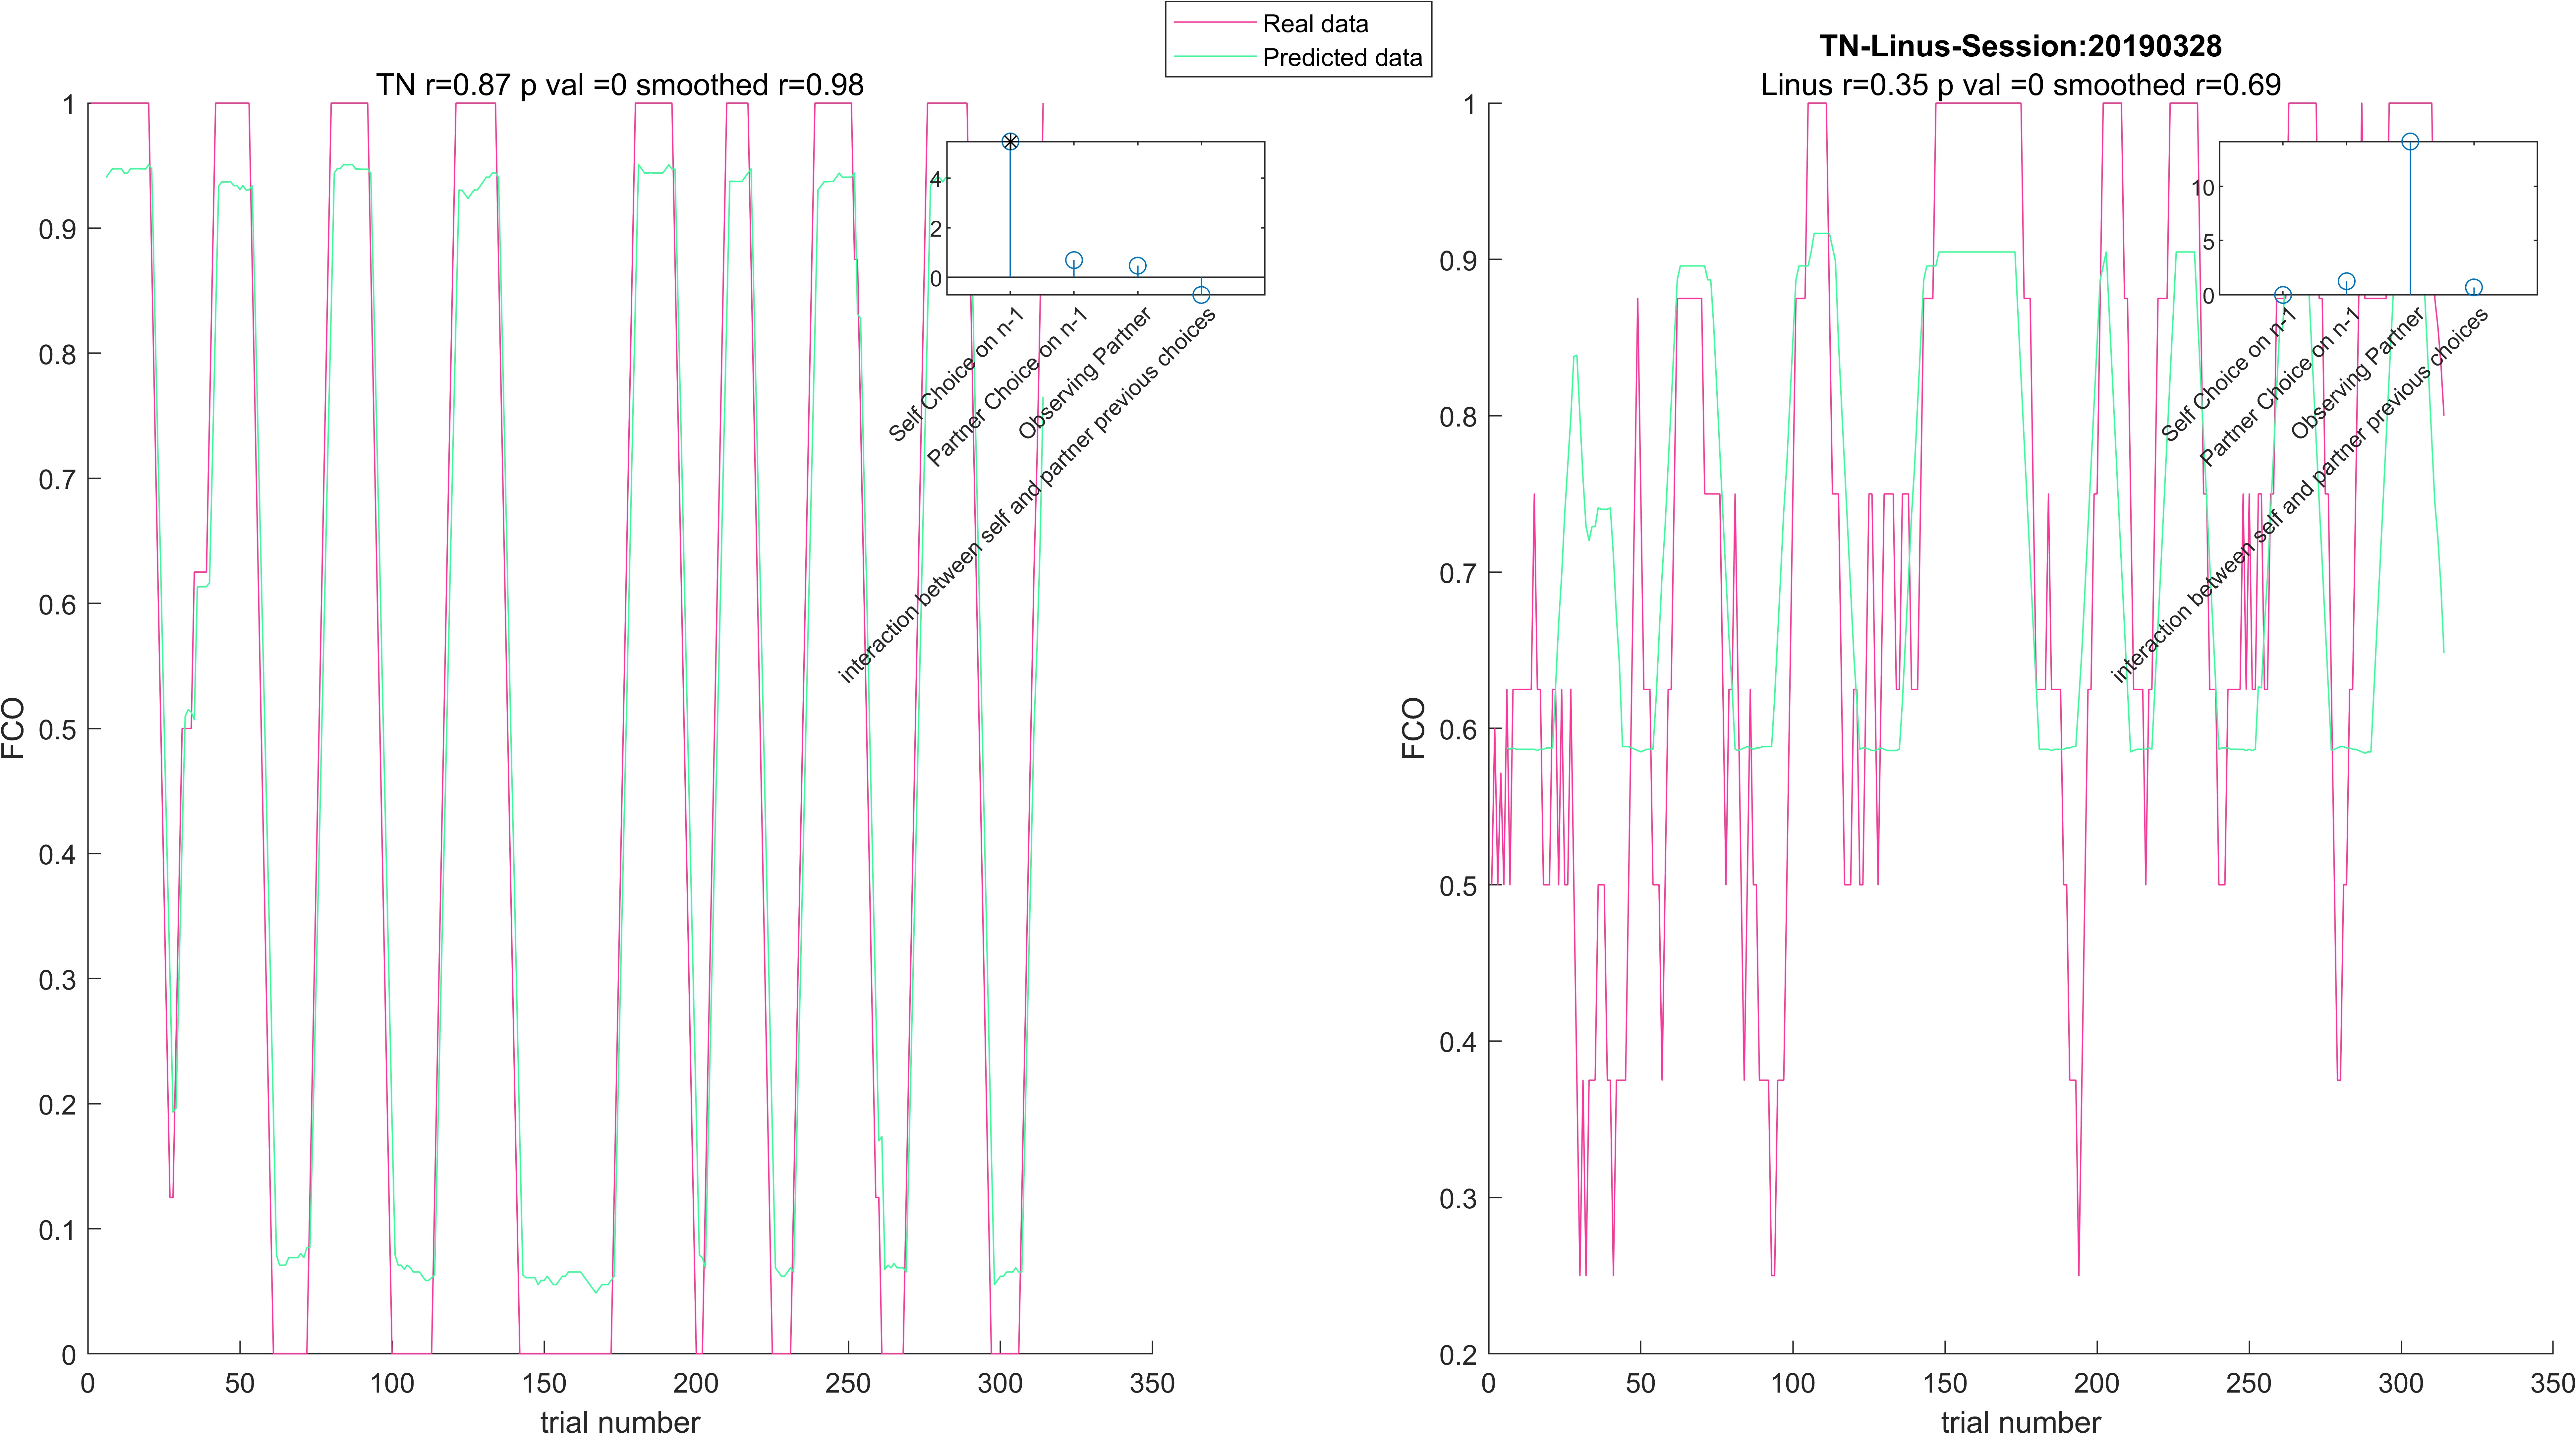 Real data
Predicted data
TN r=0.87 p val =0 smoothed r=0.98
1
0.9
0.8
0.7
0.6
0.5
0.4
0.3
0.2
0.1
0
FCO
0
50
100
150
200
250
300
350
trial number
4
2
0
Self Choice on n-1
Partner Choice on n-1
Observing Partner
interaction between self and partner previous choices
TN-Linus-Session:20190328
Linus r=0.35 p val =0 smoothed r=0.69
1
0.9
0.8
0.7
0.6
0.5
0.4
0.3
0.2
FCO
0
50
100
150
200
250
300
350
trial number
10
5
0
Self Choice on n-1
Partner Choice on n-1
Observing Partner
interaction between self and partner previous choices